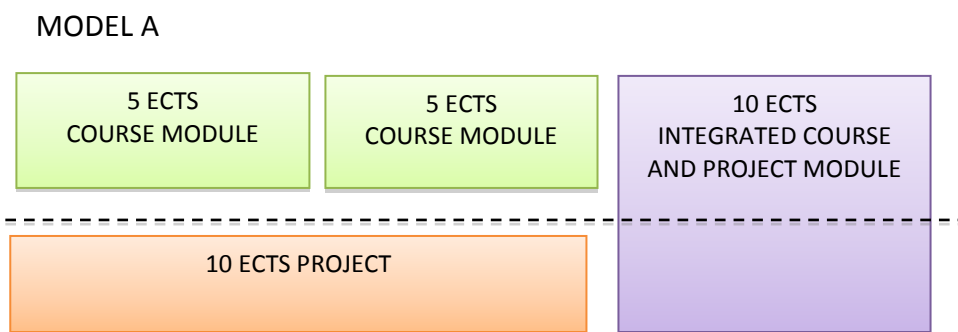 MODEL A
5 ECTS
COURSE MODULE
5 ECTS
COURSE MODULE
10 ECTS
INTEGRATED COURSE
AND PROJECT MODULE
10 ECTS PROJECT